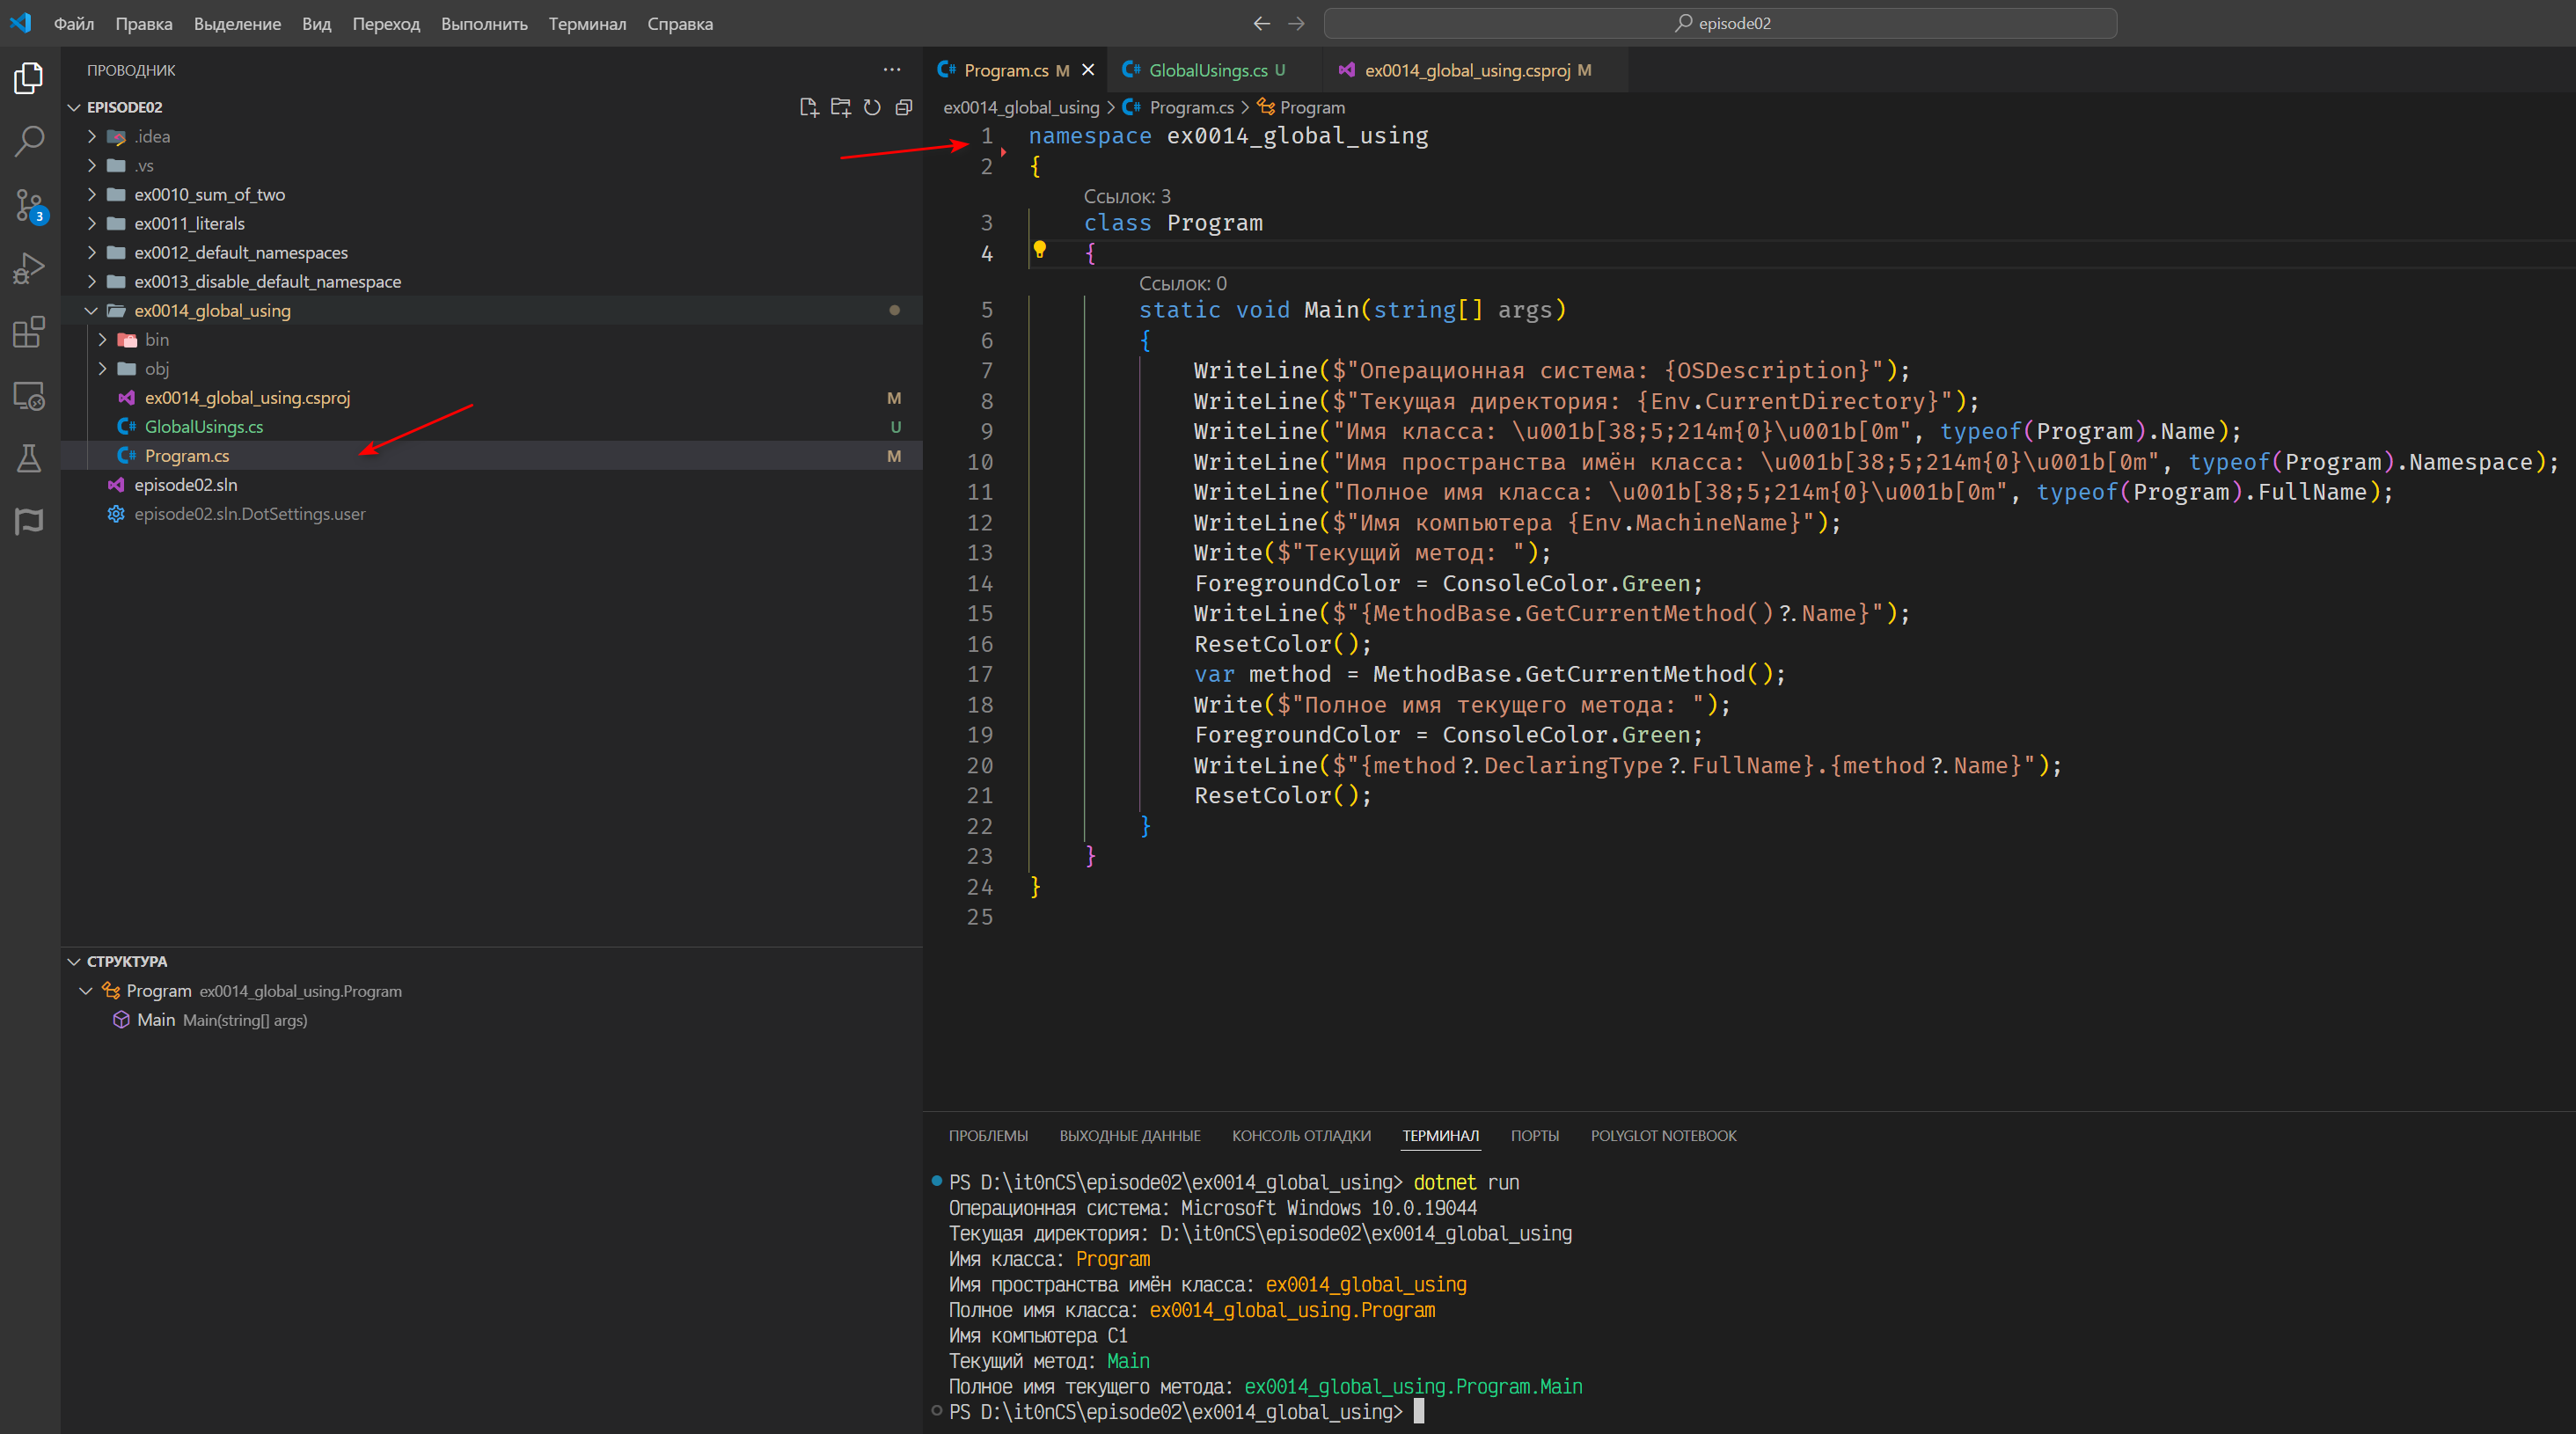 Файл Правка Выделение Вид Переход Выполнить Терминал Справка
episode02
ПРОВОДНИК
EPISODE02
.idea
.vs
ex0010_sum_of_two
ex0011_literals
ex0012_default_namespaces
ex0013_disable_default_namespace
ex0014_global_using
bin
obj
ex0014_global_using.csproj M
GlobalUsings.cs U
Program.cs M
episode02.sln
episode02.sln.DotSettings.user
3
СТРУКТУРА
Program ex0014_global_using.Program
Main Main(string[] args)
Program.cs M GlobalUsings.cs U ex0014_global_using.csproj M
ex0014_global_using > Program.cs > Program
1 namespace ex0014_global_using
2 {
Ссылок: 3
3 class Program
4 {
Ссылок: 0
5 static void Main(string[] args)
6 {
7 WriteLine($"Операционная система: {OSDescription}");
8 WriteLine($"Текущая директория: {Env.CurrentDirectory}");
9 WriteLine("Имя класса: \u001b[38;5;214m{0}\u001b[0m", typeof(Program).Name);
10 WriteLine("Имя пространства имён класса: \u001b[38;5;214m{0}\u001b[0m", typeof(Program).Namespace);
11 WriteLine("Полное имя класса: \u001b[38;5;214m{0}\u001b[0m", typeof(Program).FullName);
12 WriteLine($"Имя компьютера {Env.MachineName}");
13 Write($"Текущий метод: ");
14 ForegroundColor = ConsoleColor.Green;
15 WriteLine($"{MethodBase.GetCurrentMethod()?.Name}");
16 ResetColor();
17 var method = MethodBase.GetCurrentMethod();
18 Write($"Полное имя текущего метода: ");
19 ForegroundColor = ConsoleColor.Green;
20 WriteLine($"{method?.DeclaringType?.FullName}.{method?.Name}");
21 ResetColor();
22 }
23 }
24 }
25
ПРОБЛЕМЫ ВЫХОДНЫЕ ДАННЫЕ КОНСОЛЬ ОТЛАДКИ ТЕРМИНАЛ ПОРТЫ POLYGLOT NOTEBOOK
PS D:\it0nCS\episode02\ex0014_global_using> dotnet run
Операционная система: Microsoft Windows 10.0.19044
Текущая директория: D:\it0nCS\episode02\ex0014_global_using
Имя класса: Program
Имя пространства имён класса: ex0014_global_using
Полное имя класса: ex0014_global_using.Program
Имя компьютера C1
Текущий метод: Main
Полное имя текущего метода: ex0014_global_using.Program.Main
PS D:\it0nCS\episode02\ex0014_global_using>